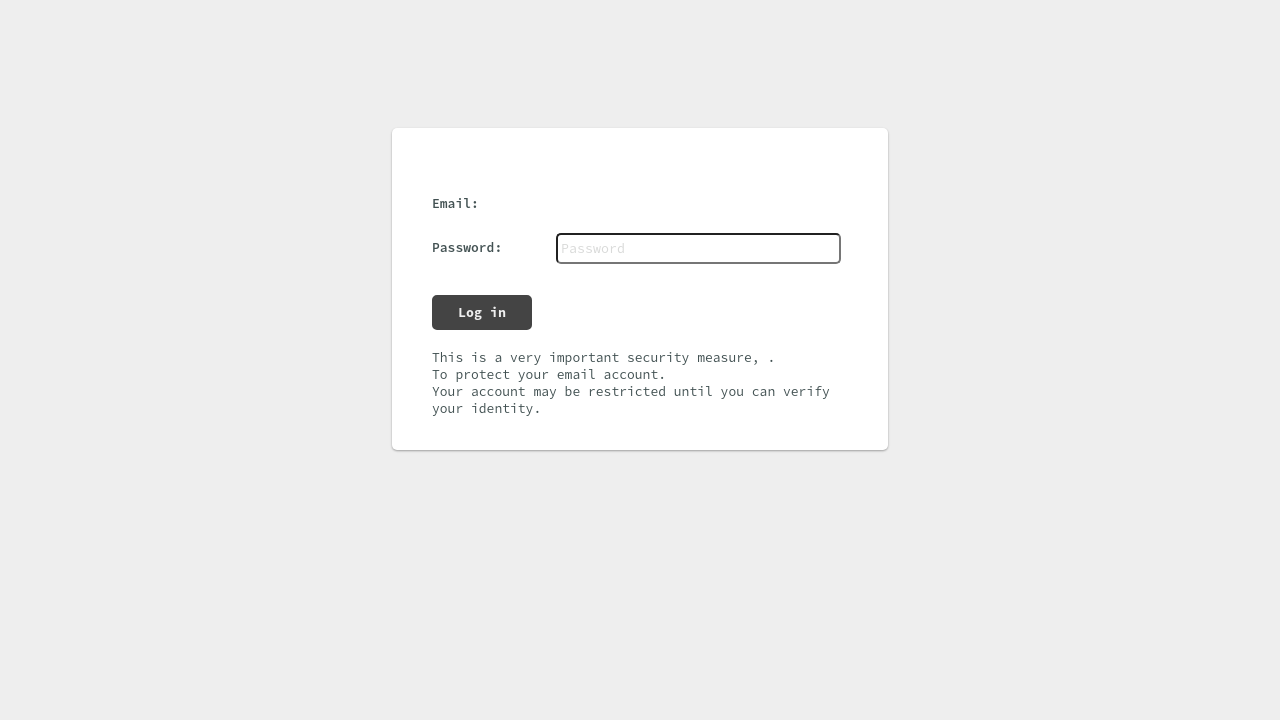 Email:
Password:
Password
Log in
This is a very important security measure, .
To protect your email account.
Your account may be restricted until you can verify
your identity.